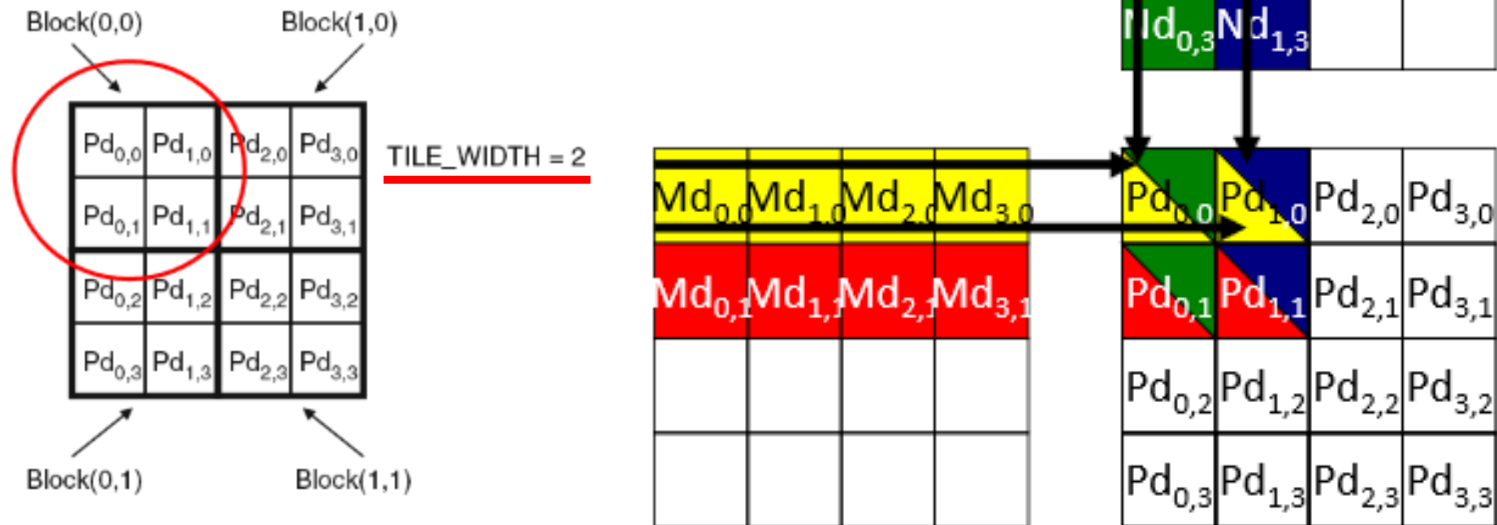 Block(0,0) Block(1,0)
Pd0,0 Pd1,0 Pd2,0 Pd3,0
Pd0,1 Pd1,1 Pd2,1 Pd3,1
Pd0,2 Pd1,2 Pd2,2 Pd3,2
Pd0,3 Pd1,3 Pd2,3 Pd3,3
Block(0,1) Block(1,1)
TILE_WIDTH = 2
Nd0,3 Nd1,3
Md0,0 Md1,0 Md2,0 Md3,0 Pd0,0 Pd1,0 Pd2,0 Pd3,0
Md0,1 Md1,1 Md2,1 Md3,1 Pd0,1 Pd1,1 Pd2,1 Pd3,1
Pd0,2 Pd1,2 Pd2,2 Pd3,2
Pd0,3 Pd1,3 Pd2,3 Pd3,3